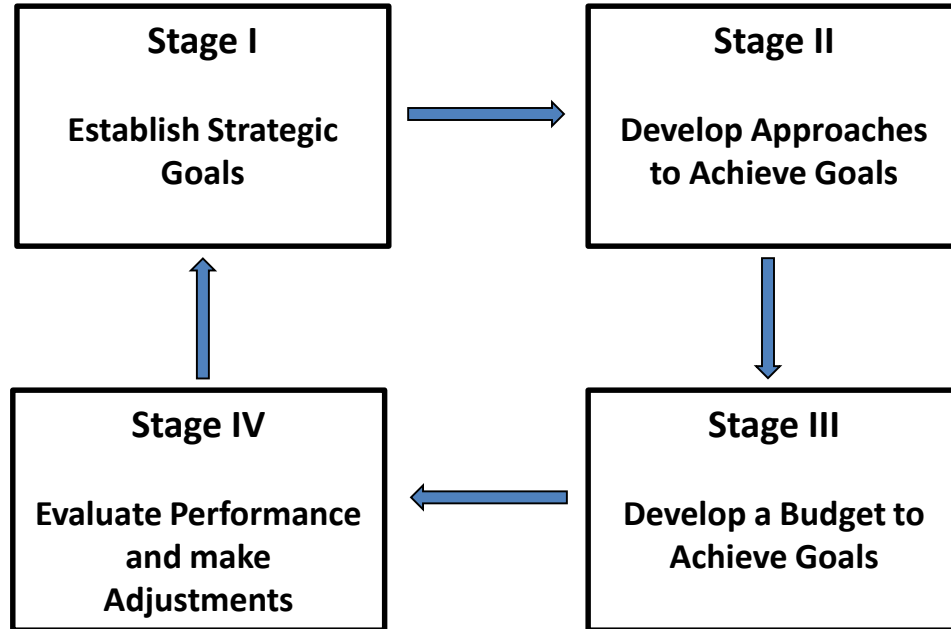 Stage I
Establish Strategic
Goals
Stage II
Develop Approaches
to Achieve Goals
Stage IV
Evaluate Performance
and make
Adjustments
Stage III
Develop a Budget to
Achieve Goals